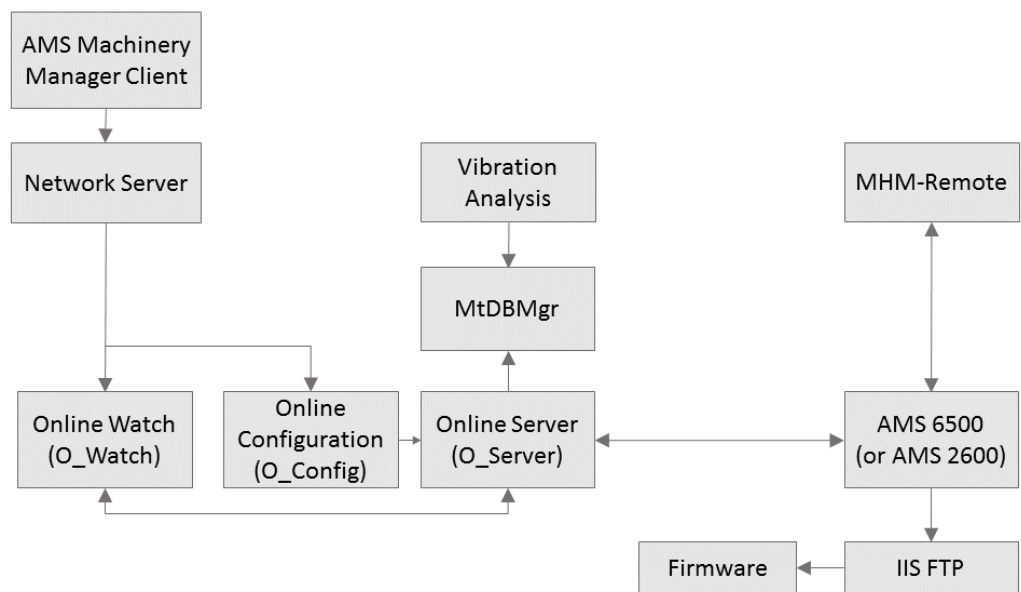 AMS Machinery
Manager Client
Network Server
Vibration
Analysis
MHM-Remote
MtDBMgr
Online Watch
(O_Watch)
Online
Configuration
(O_Config)
Online Server
(O_Server)
AMS 6500
(or AMS 2600)
Firmware
IIS FTP